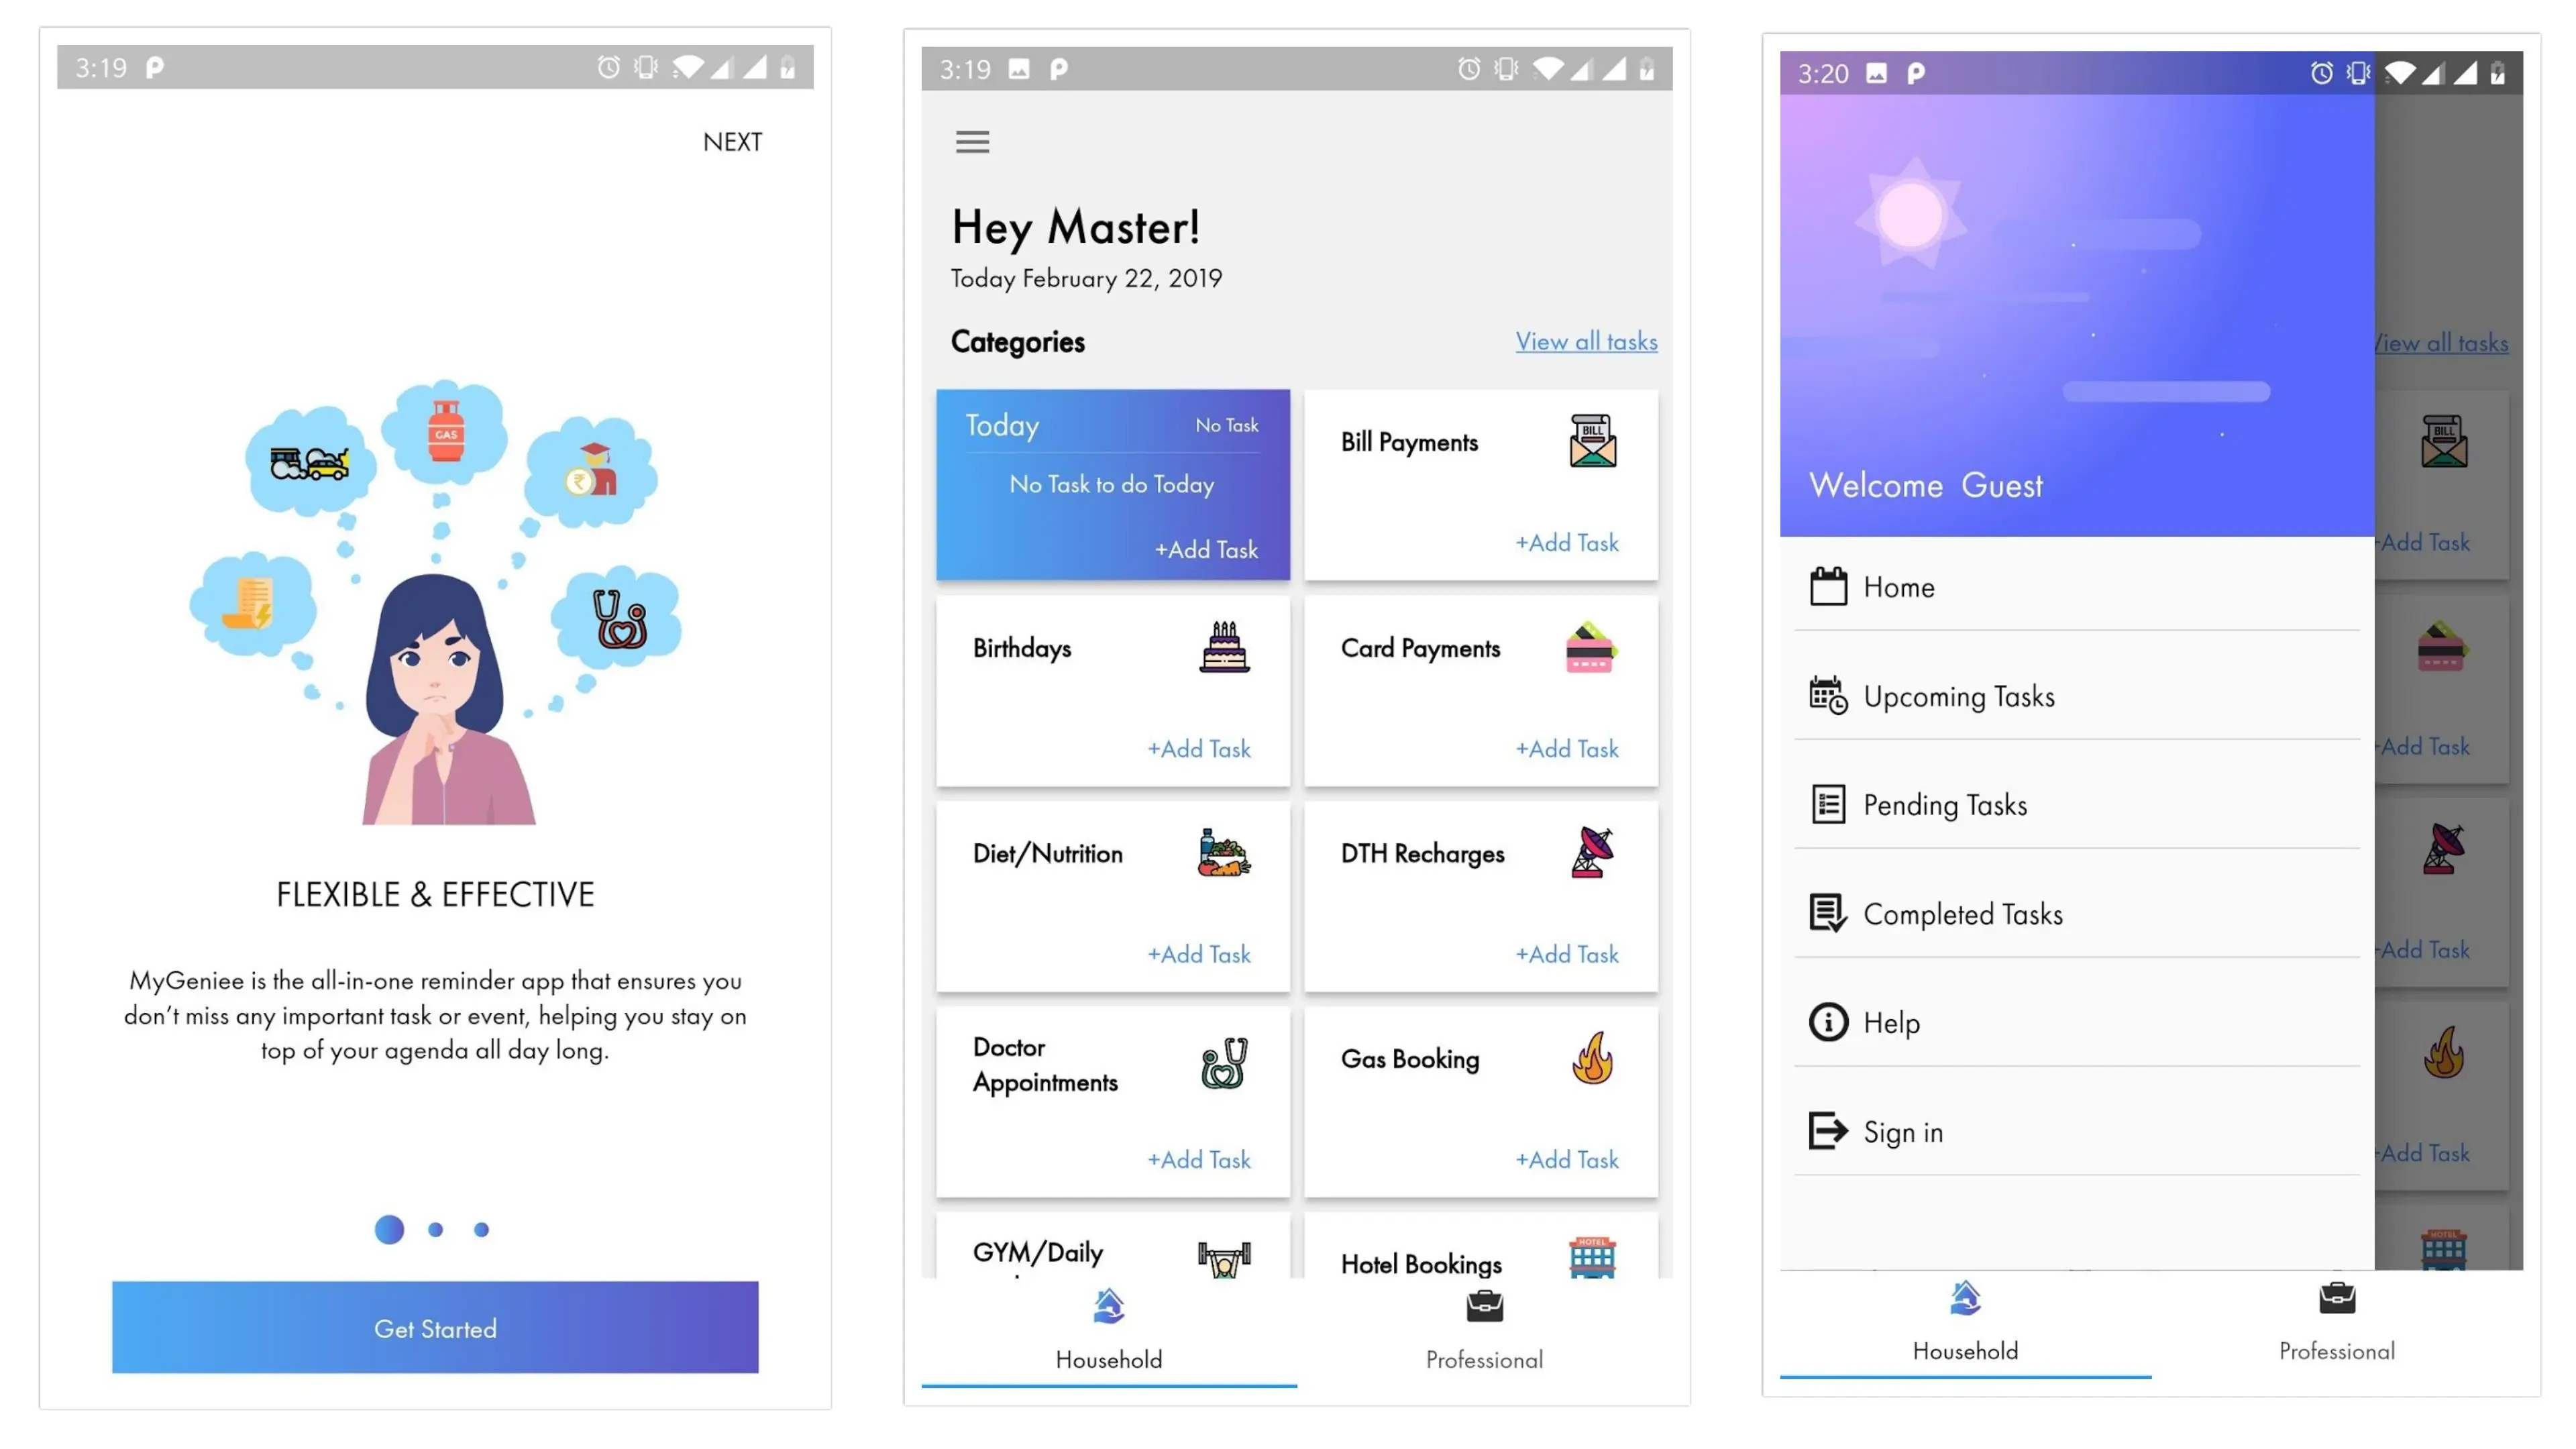 3:19
NEXT
GAS
FLEXIBLE & EFFECTIVE
MyGeniee is the all-in-one reminder app that ensures you
don't miss any important task or event, helping you stay on
top of your agenda all day long.
Get Started
3:19
Hey Master!
Today February 22, 2019
Categories
View all tasks
Today
No Task
No Task to do Today
+Add Task
Bill Payments
BILL
+Add Task
Birthdays
+Add Task
Card Payments
+Add Task
Diet/Nutrition
+Add Task
DTH Recharges
+Add Task
Doctor
Appointments
+Add Task
Gas Booking
+Add Task
GYM/Daily
Hotel Bookings
HOTEL
Household
Professional
3:20
View all tasks
Welcome Guest
BILL
+Add Task
Home
Upcoming Tasks
+Add Task
Pending Tasks
Completed Tasks
+Add Task
Help
Sign in
+Add Task
HOTEL
Household
Professional